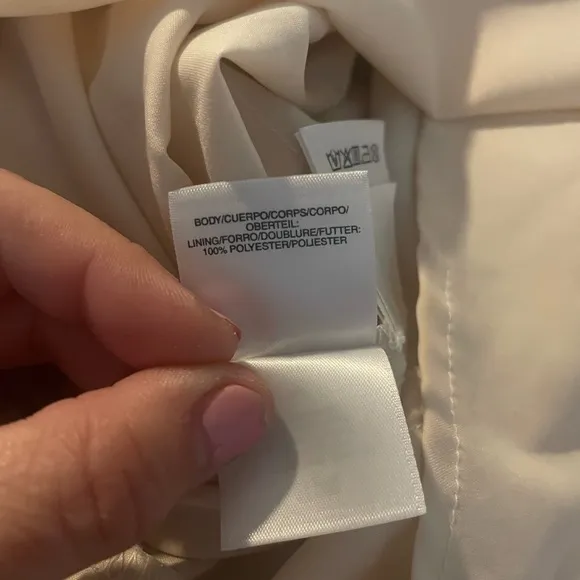 BODY/CUERPO/CORPS/CORPO/
OBERTEIL:
LINING/FORRO/DOUBLURE/FUTTER:
100% POLYESTER/POLIESTER